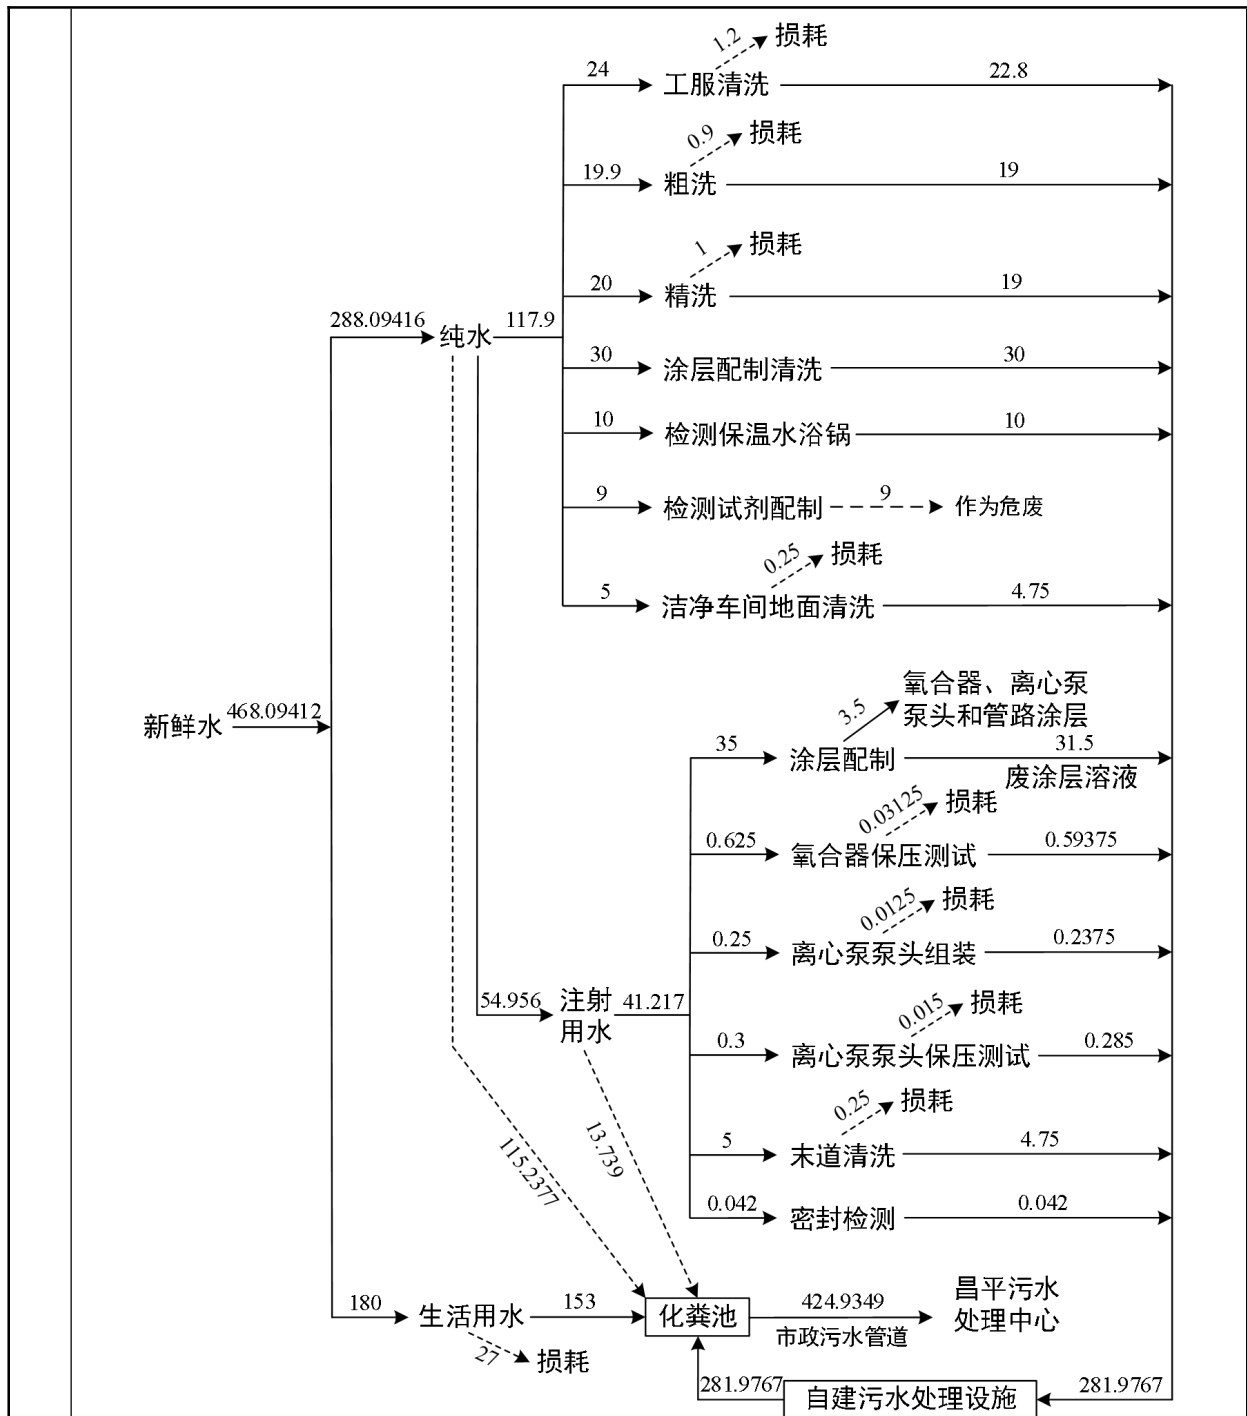 1.2
损耗
24
工服清洗
22.8
0.9
损耗
19.9
粗洗
19
1
损耗
20
精洗
19
288.09416
纯水
117.9
30
涂层配制清洗
30
10
检测保温水浴锅
10
9
检测试剂配制
9
作为危废
0.25
损耗
5
洁净车间地面清洗
4.75
新鲜水
468.09412
3.5
氧合器、离心泵
泵头和管路涂层
35
涂层配制
31.5
废涂层溶液
0.03125
损耗
0.625
氧合器保压测试
0.59375
0.0125
损耗
0.25
离心泵泵头组装
0.2375
54.956
注射
用水
41.217
0.015
损耗
0.3
离心泵泵头保压测试
0.285
0.25
损耗
5
末道清洗
4.75
115.2377
13.739
0.042
密封检测
0.042
180
生活用水
153
化粪池
424.9349
市政污水管道
昌平污水
处理中心
27
损耗
281.9767
自建污水处理设施
281.9767